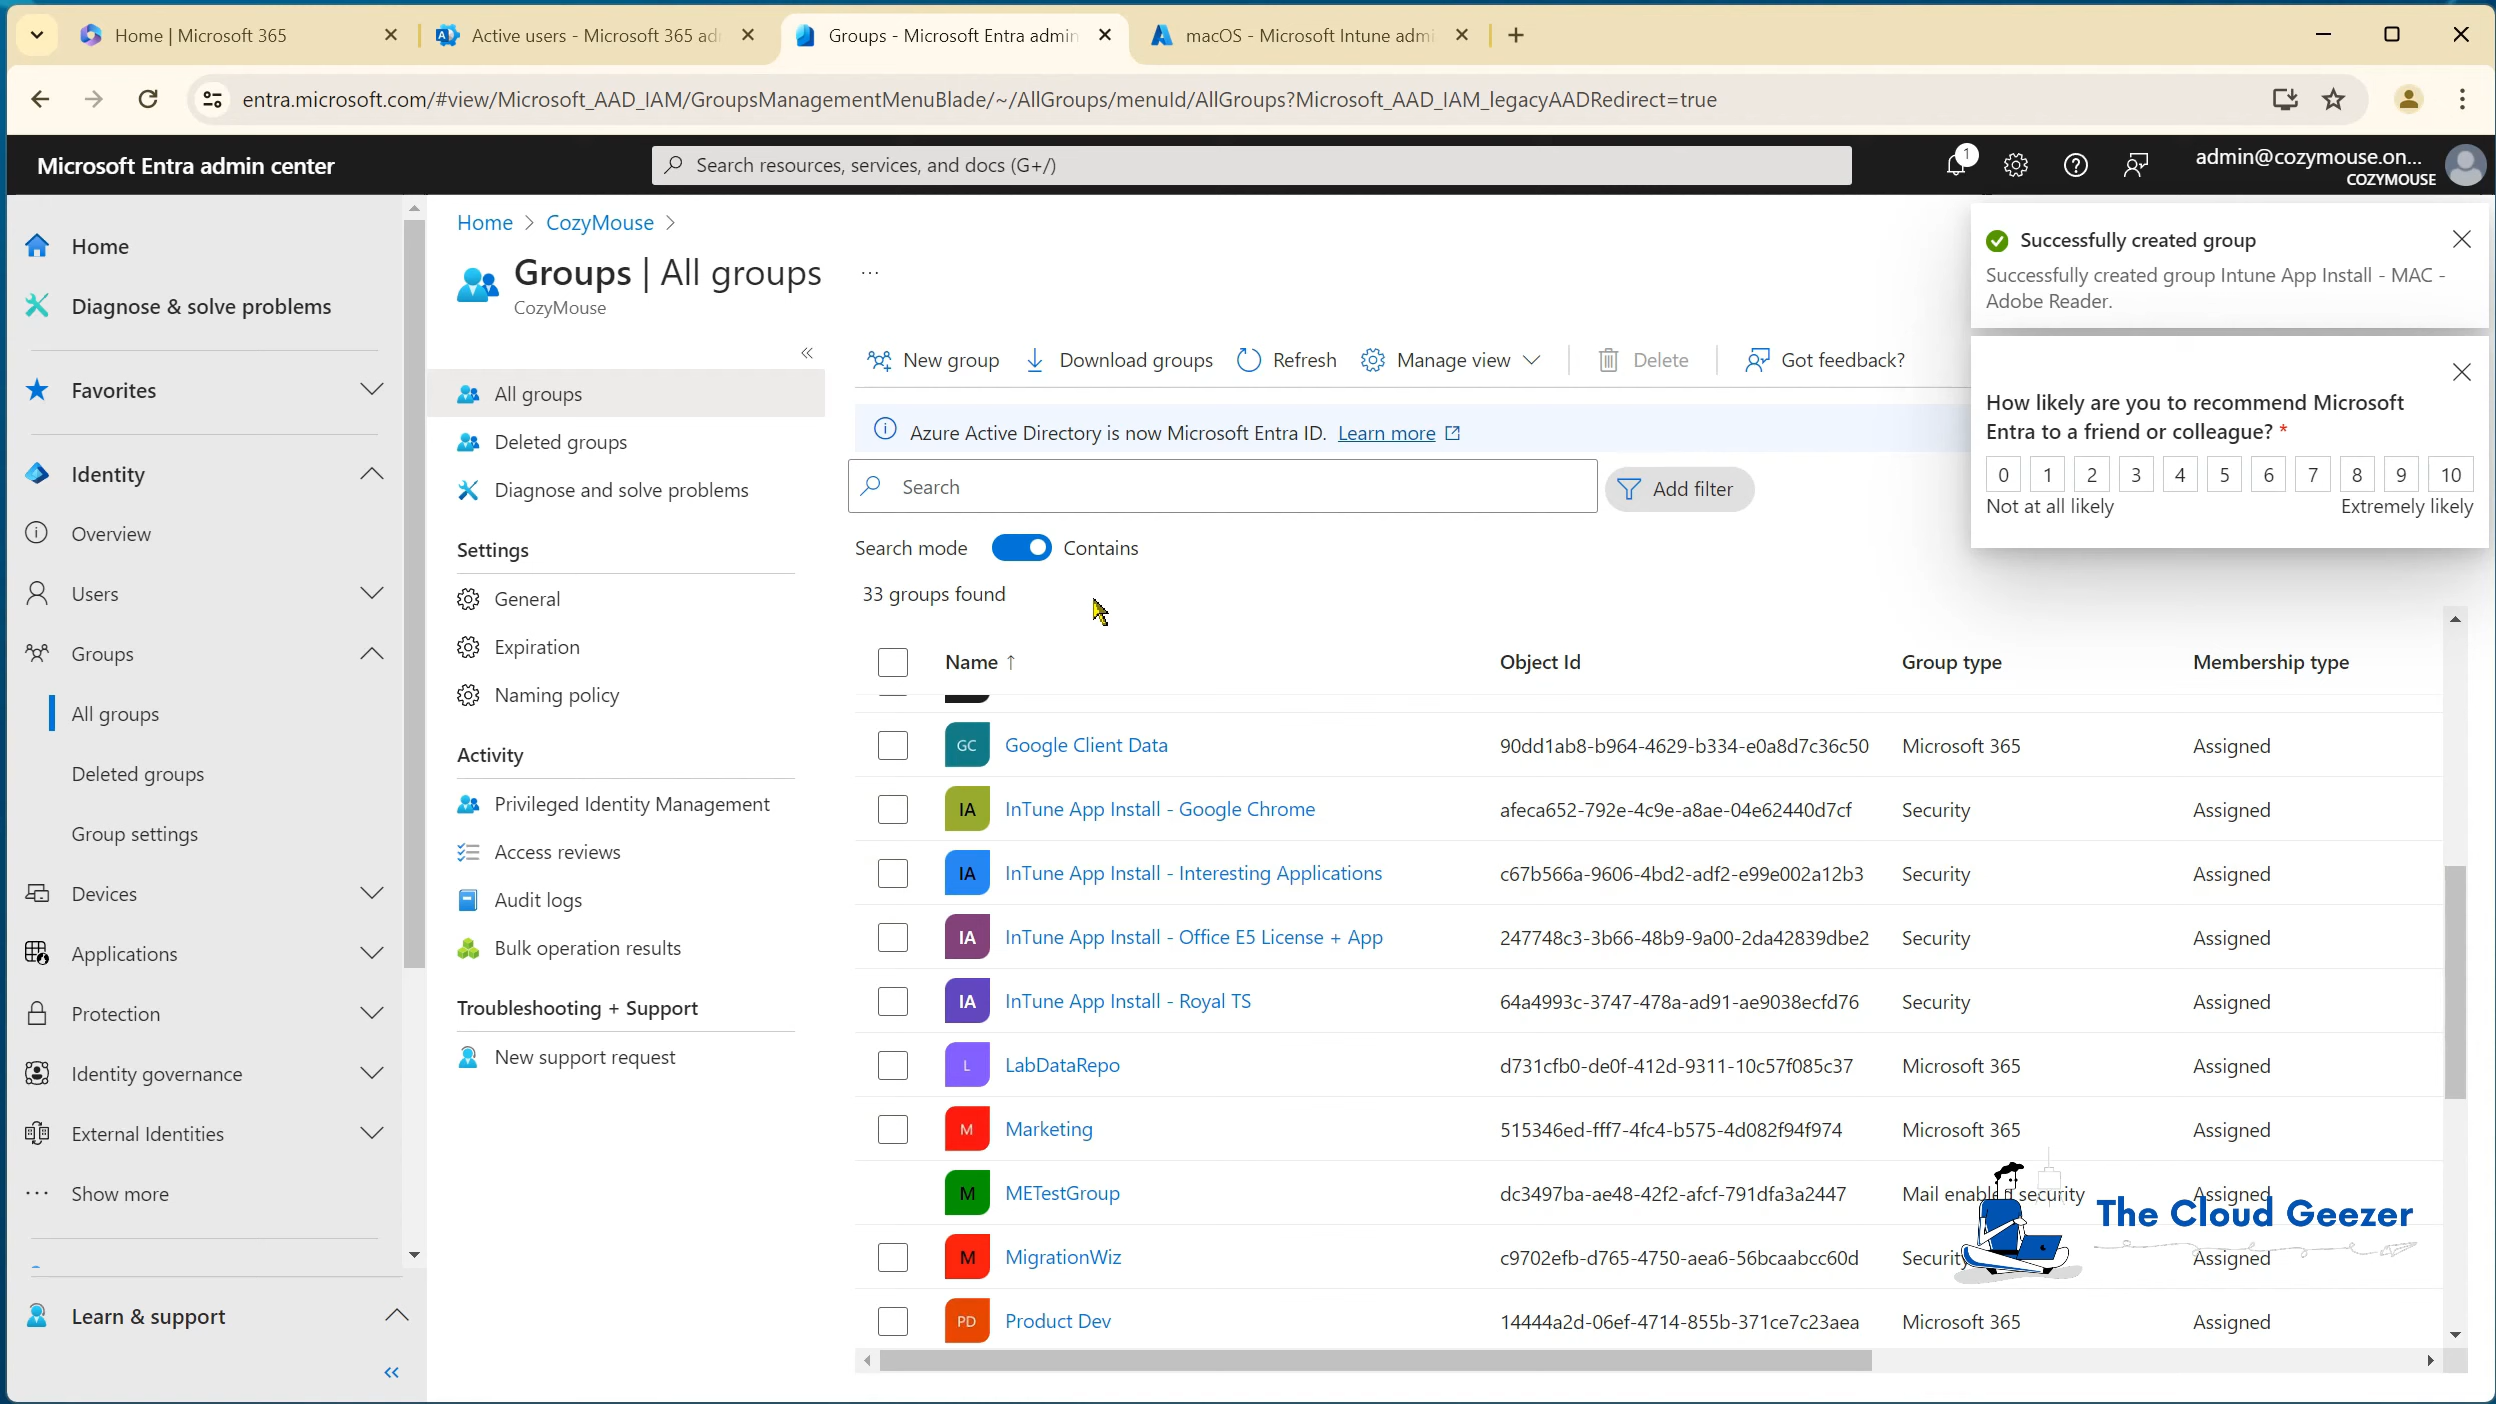 Home | Microsoft 365
Active users - Microsoft 365 ad
Groups - Microsoft Entra admin
macOS - Microsoft Intune admi
entra.microsoft.com/#view/Microsoft_AAD_IAM/GroupsManagementMenuBlade/~/AllGroups/menuId/AllGroups?Microsoft_AAD_IAM_legacyAADRedirect=true
Microsoft Entra admin center
Search resources, services, and docs (G+/)
1
admin@cozymouse.on...
COZYMOUSE
Home
Diagnose & solve problems
Favorites
Identity
Overview
Users
Groups
All groups
Deleted groups
Group settings
Devices
Applications
Protection
Identity governance
External Identities
Show more
Learn & support
Home > CozyMouse >
Groups | All groups ...
CozyMouse
All groups
Deleted groups
Diagnose and solve problems
Settings
General
Expiration
Naming policy
Activity
Privileged Identity Management
Access reviews
Audit logs
Bulk operation results
Troubleshooting + Support
New support request
New group
Download groups
Refresh
Manage view
Delete
Got feedback?
Azure Active Directory is now Microsoft Entra ID. Learn more
Search
Add filter
Search mode Contains
33 groups found
Name ↑ Object Id Group type Membership type
GC Google Client Data 90dd1ab8-b964-4629-b334-e0a8d7c36c50 Microsoft 365 Assigned
IA InTune App Install - Google Chrome afeca652-792e-4c9e-a8ae-04e62440d7cf Security Assigned
IA InTune App Install - Interesting Applications c67b566a-9606-4bd2-adf2-e99e002a12b3 Security Assigned
IA InTune App Install - Office E5 License + App 247748c3-3b66-48b9-9a00-2da42839dbe2 Security Assigned
IA InTune App Install - Royal TS 64a4993c-3747-478a-ad91-ae9038ecfd76 Security Assigned
L LabDataRepo d731cfb0-de0f-412d-9311-10c57f085c37 Microsoft 365 Assigned
M Marketing 515346ed-fff7-4fc4-b575-4d082f94f974 Microsoft 365 Assigned
M METestGroup dc3497ba-ae48-42f2-afcf-791dfa3a2447 Mail enabled security Assigned
M MigrationWiz c9702efb-d765-4750-aea6-56bcaabcc60d Security Assigned
PD Product Dev 14444a2d-06ef-4714-855b-371ce7c23aea Microsoft 365 Assigned
Successfully created group
Successfully created group Intune App Install - MAC -
Adobe Reader.
How likely are you to recommend Microsoft
Entra to a friend or colleague? *
0 1 2 3 4 5 6 7 8 9 10
Not at all likely Extremely likely
The Cloud Geezer